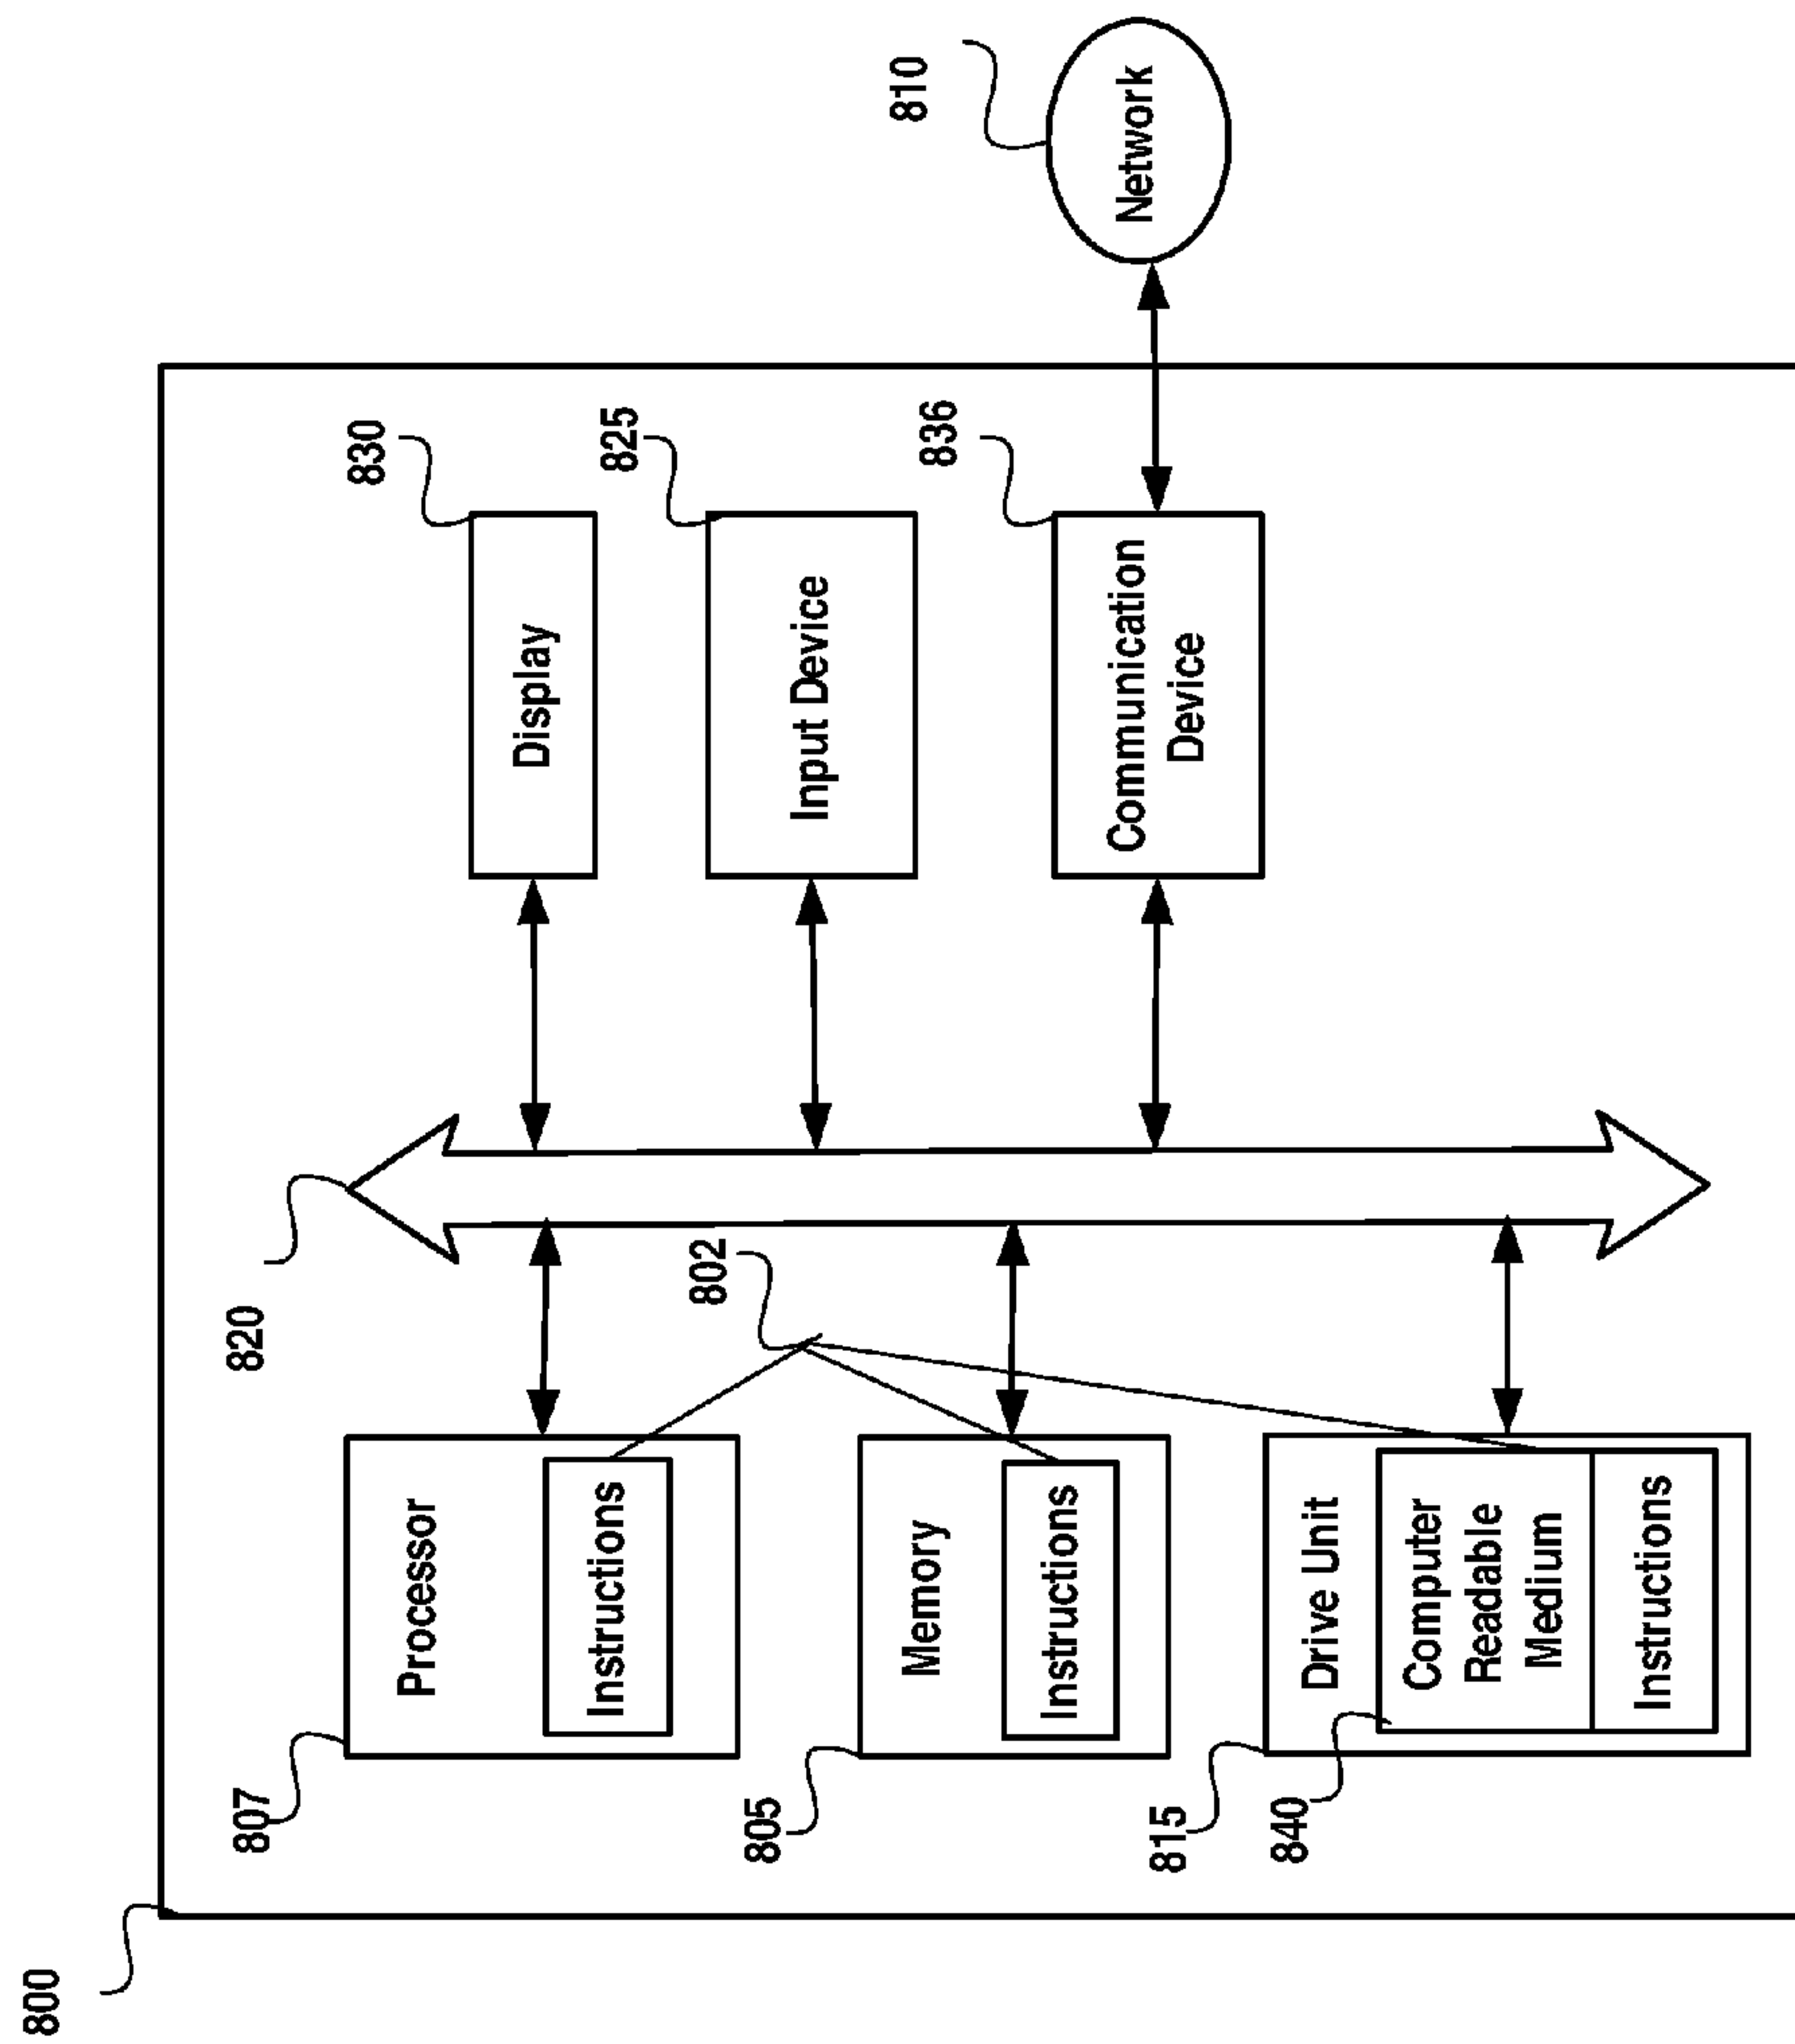 800
820
807
Processor
Instructions
802
805
Memory
Instructions
815
Drive Unit
840
Computer
Readable
Medium
Instructions
830
Display
825
Input Device
836
Communication
Device
810
Network